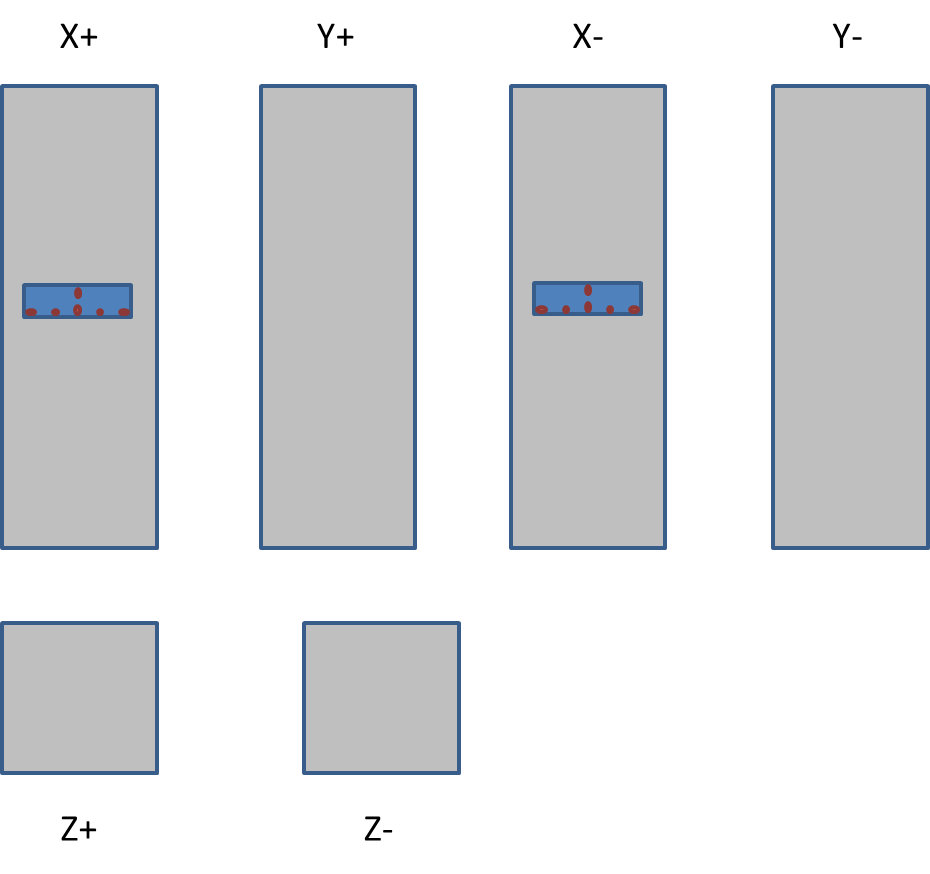 X+ Y+ X- Y-
Z+ Z-